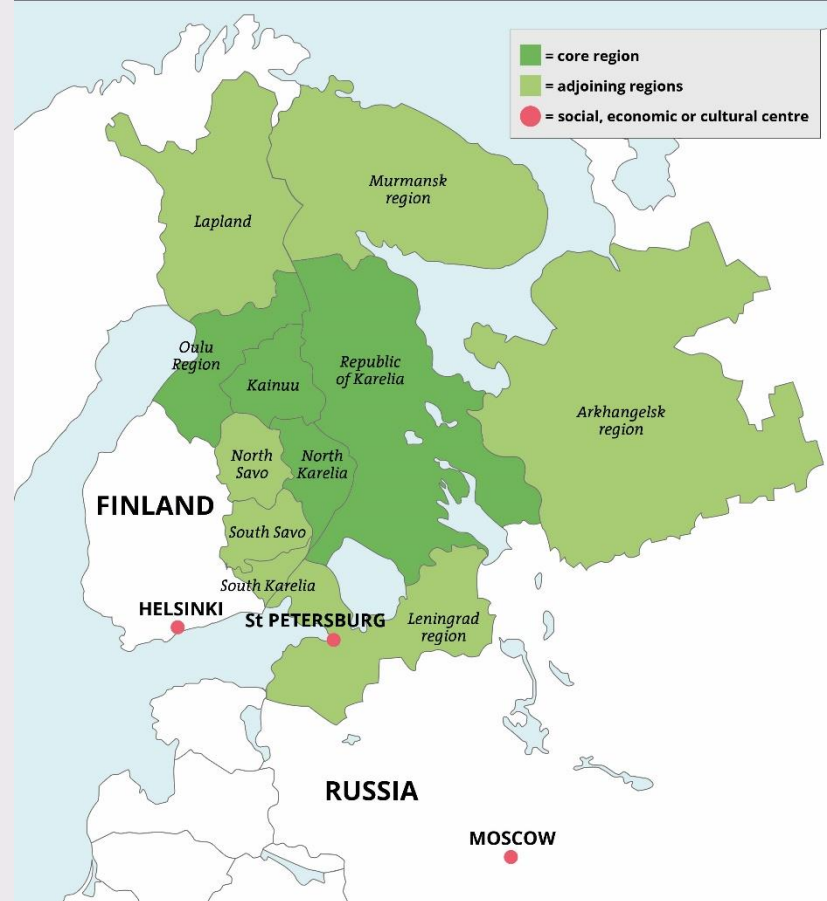 = core region
= adjoining regions
= social, economic or cultural centre
Murmansk
region
Lapland
Oulu
Region
Republic
of Karelia
Kainuu
Arkhangelsk
region
North
Savo
North
Karelia
FINLAND
South Savo
South Karelia
HELSINKI
St PETERSBURG
Leningrad
region
RUSSIA
MOSCOW